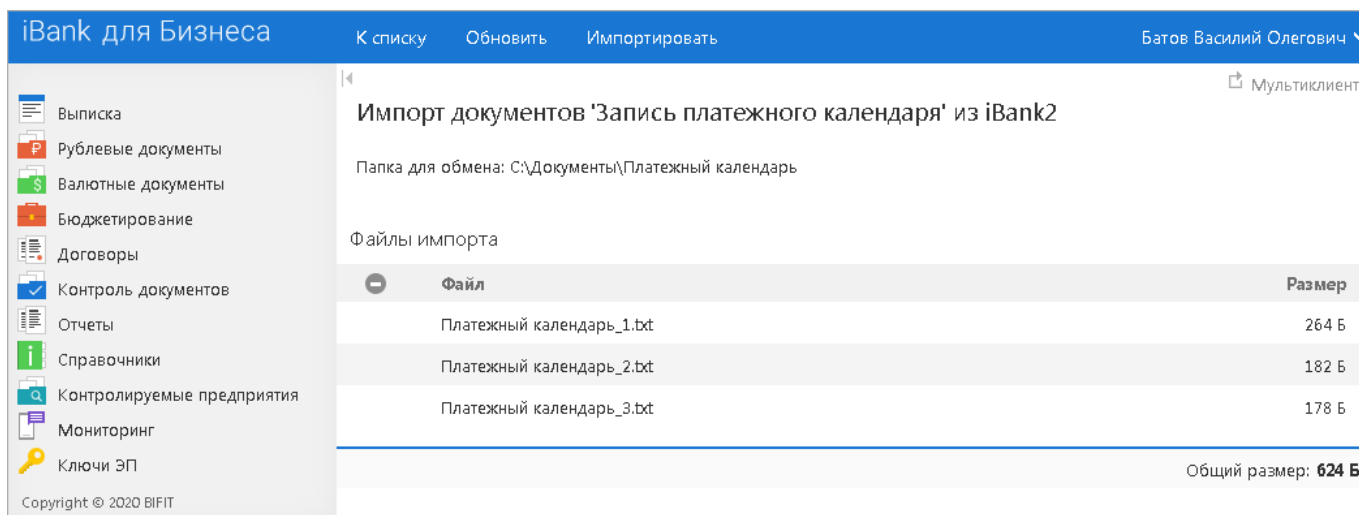 iBank для Бизнеса К списку Обновить Импортировать Батов Василий Олегович
Мультиклиент
Выписка
Рублевые документы
Валютные документы
Бюджетирование
Договоры
Контроль документов
Отчеты
Справочники
Контролируемые предприятия
Мониторинг
Ключи ЭП
Copyright © 2020 BIFIT
Импорт документов 'Запись платежного календаря' из iBank2
Папка для обмена: C:\Документы\Платежный календарь
Файлы импорта
Файл Размер
Платежный календарь_1.txt 264 Б
Платежный календарь_2.txt 182 Б
Платежный календарь_3.txt 178 Б
Общий размер: 624 Б